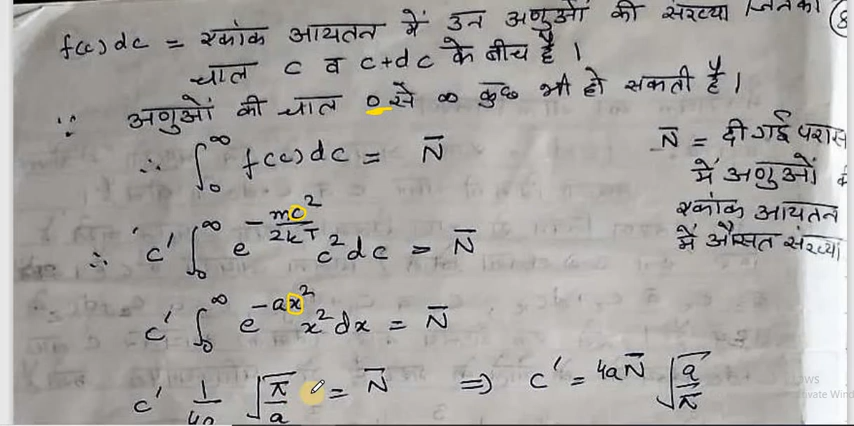 f(c) dc = एकांक आयतन में उन अणुओं की संख्या जिनकी
चाल c व c+dc के बीच है।
∵ अणुओं की चाल 0 से ∞ कुछ भी हो सकती है।
∴ ∫₀^∞ f(c) dc = N̄
N̄ = दी गई परास
में अणुओं
एकांक आयतन
में औसत संख्या
∴ c' ∫₀^∞ e^(-mc²/2kT) c² dc = N̄
c' ∫₀^∞ e^(-ax²) x² dx = N̄
c' 1/4a √(π/a) = N̄ ⇒ c' = 4aN̄ √(a/π)